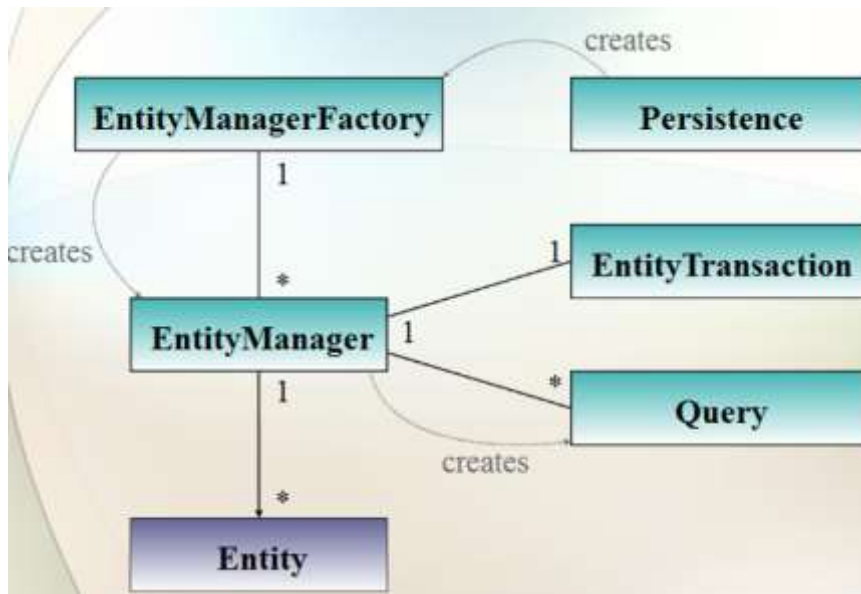 creates
EntityManagerFactory
Persistence
1
creates
1
EntityTransaction
*
EntityManager
1
1
*
Query
creates
*
Entity